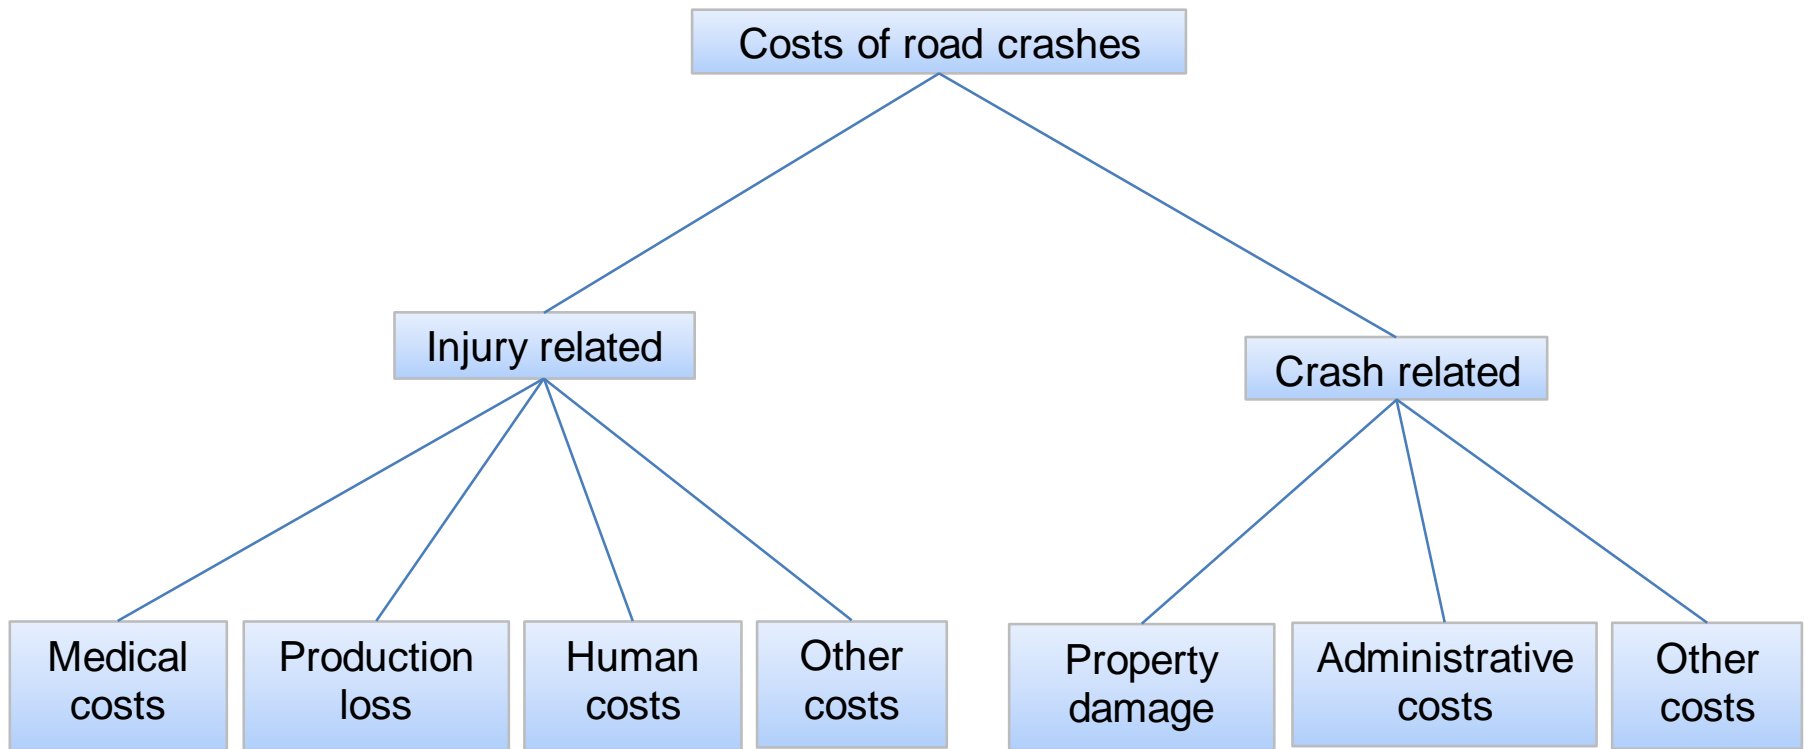 Costs of road crashes
Injury related
Crash related
Medical
costs
Production
loss
Human
costs
Other
costs
Property
damage
Administrative
costs
Other
costs